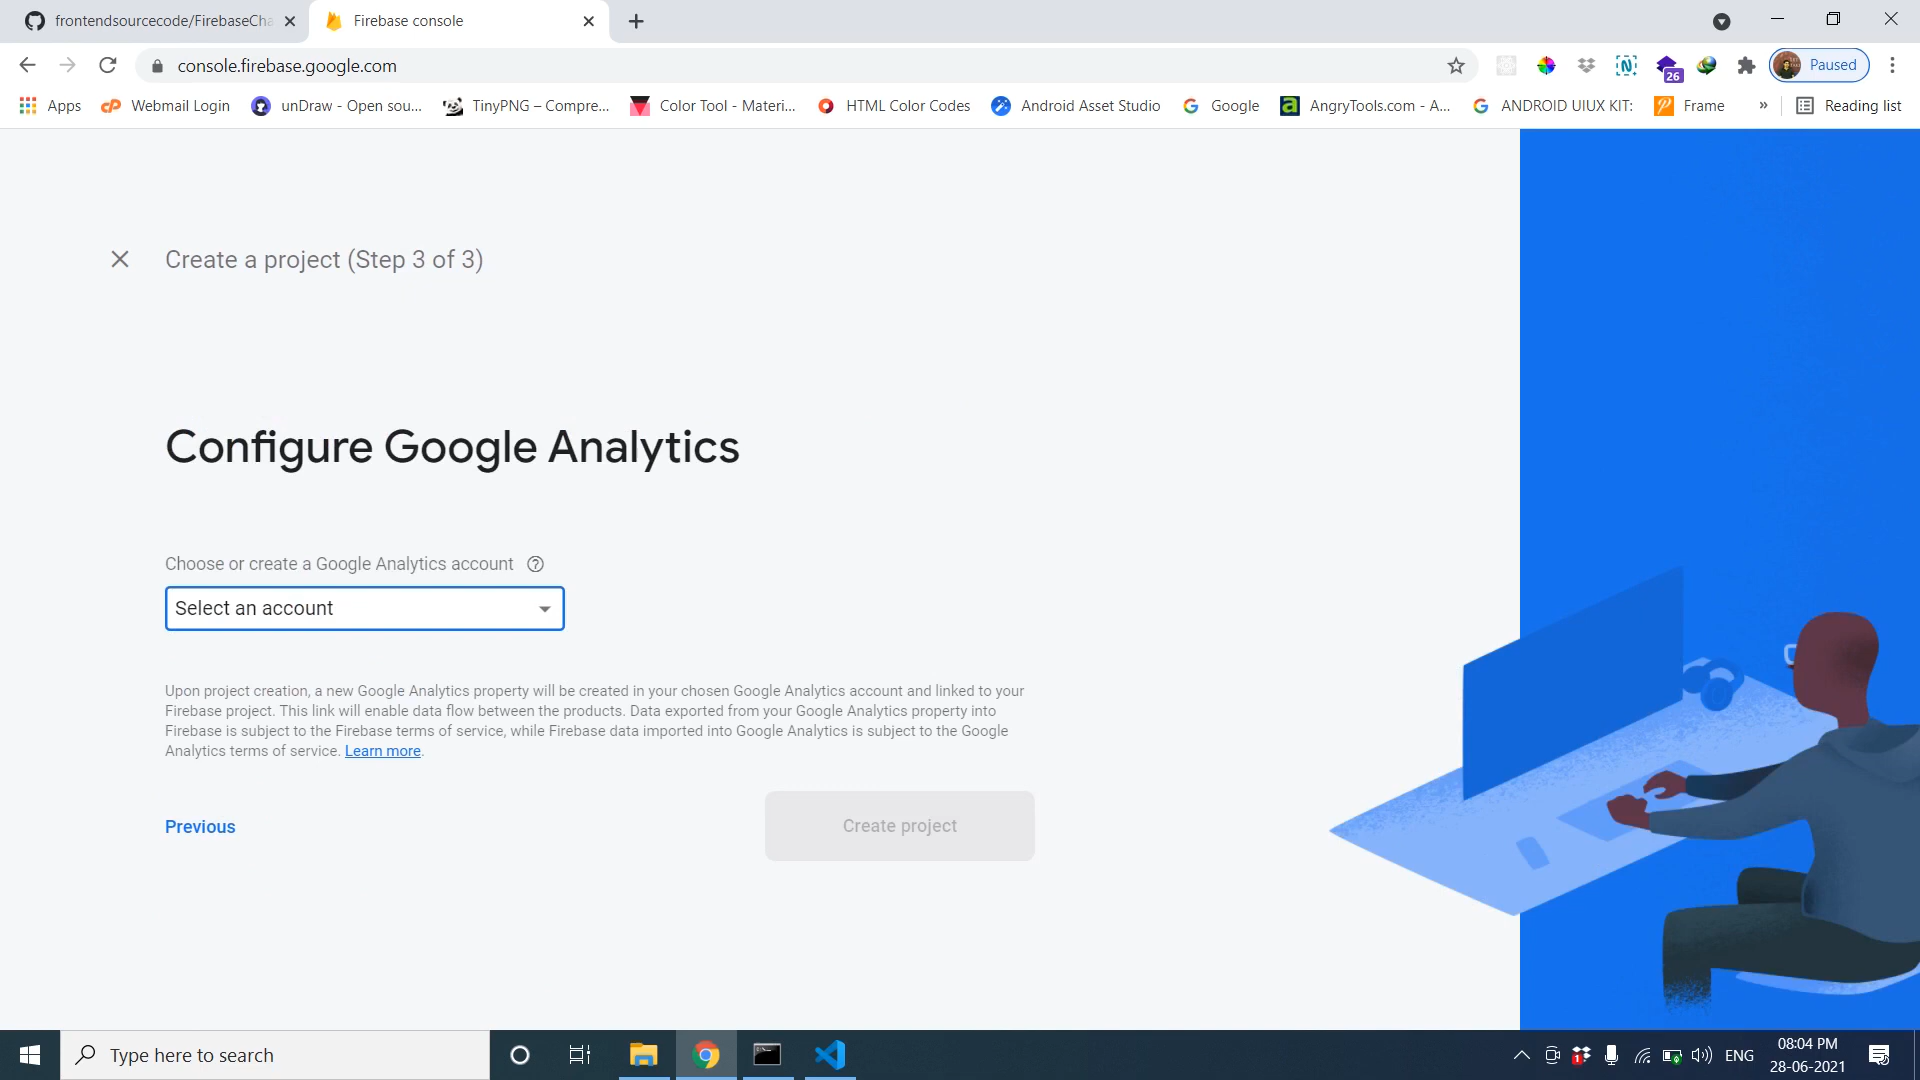 frontendsourcecode/FirebaseCha
Firebase console
console.firebase.google.com
26
Paused
Apps
Webmail Login
unDraw - Open sou...
TinyPNG – Compre...
Color Tool - Materi...
HTML Color Codes
Android Asset Studio
Google
AngryTools.com - A...
ANDROID UIUX KIT:
Frame
»
Reading list
Create a project (Step 3 of 3)
Configure Google Analytics
Choose or create a Google Analytics account
Select an account
Upon project creation, a new Google Analytics property will be created in your chosen Google Analytics account and linked to your
Firebase project. This link will enable data flow between the products. Data exported from your Google Analytics property into
Firebase is subject to the Firebase terms of service, while Firebase data imported into Google Analytics is subject to the Google
Analytics terms of service. Learn more.
Previous
Create project
Type here to search
1
ENG
08:04 PM
28-06-2021